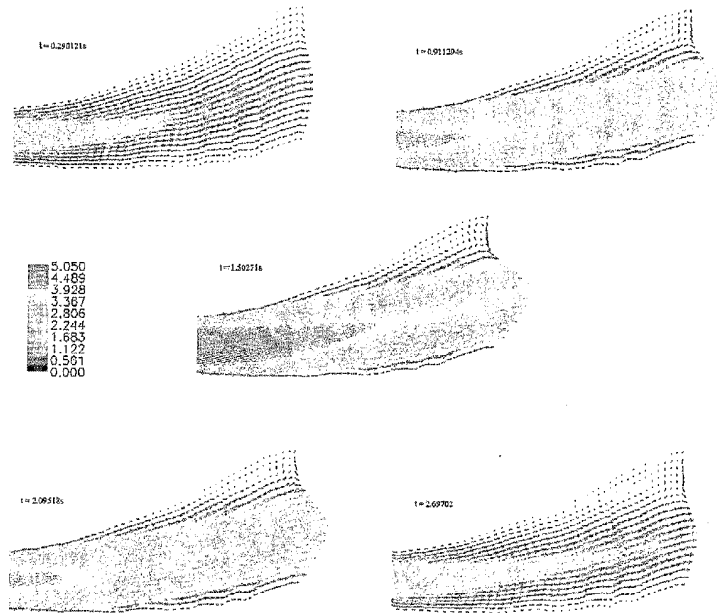 t = 0.290121s
t = 0.911294s
t = 1.50271s
5.050
4.489
3.928
3.367
2.806
2.244
1.683
1.122
0.561
0.000
t = 2.09518s
t = 2.69702